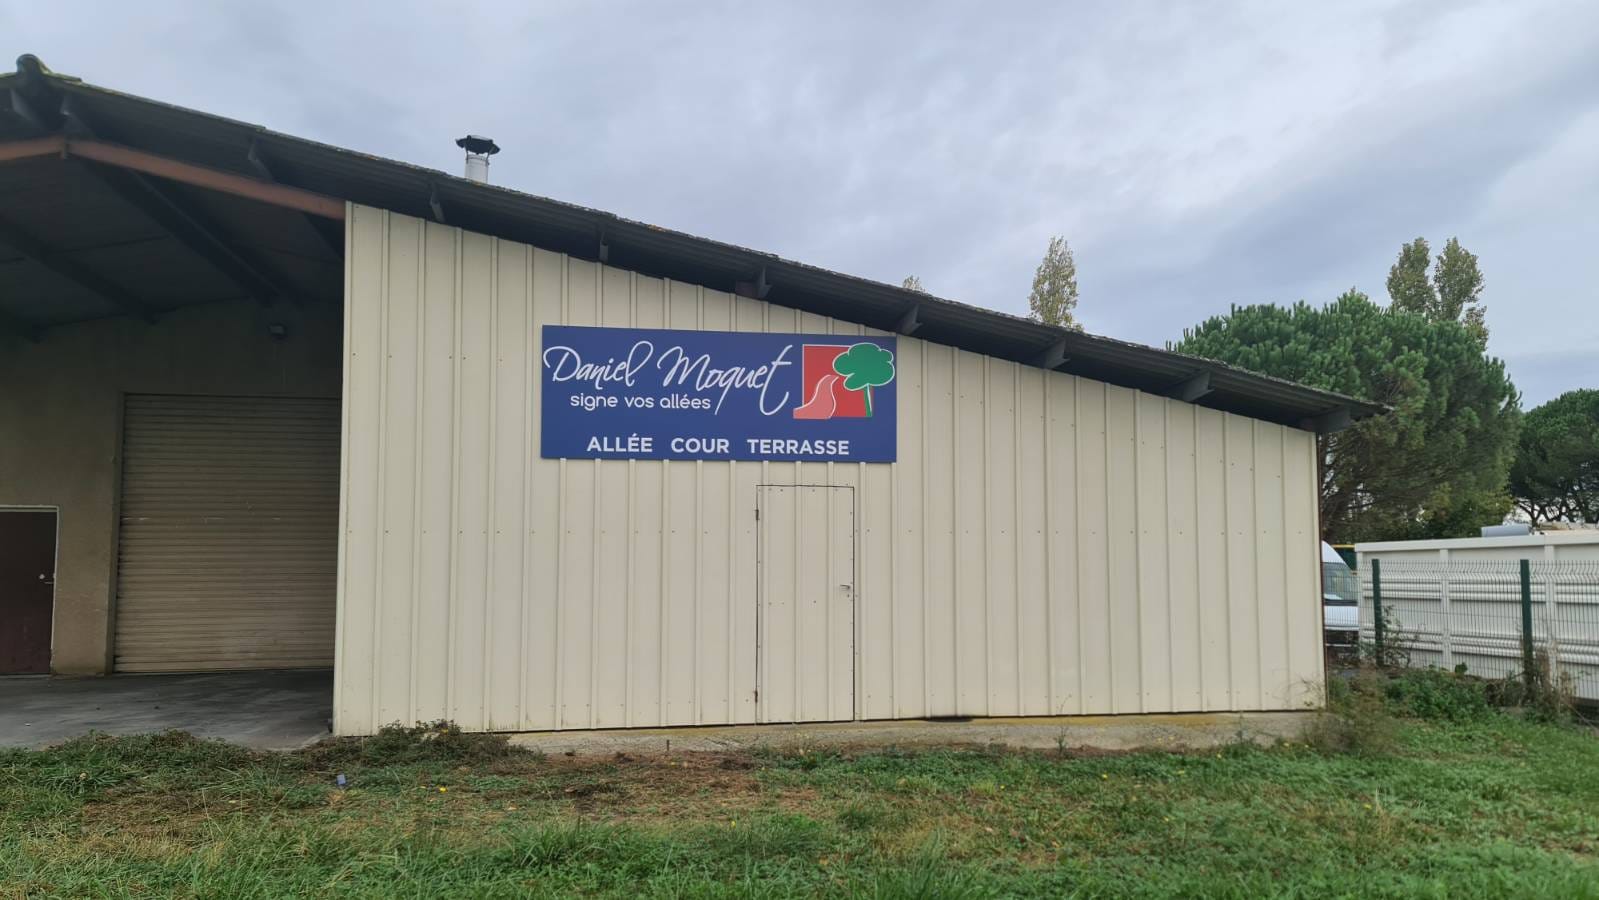 Daniel Moquet
signe vos allées
ALLÉE COUR TERRASSE